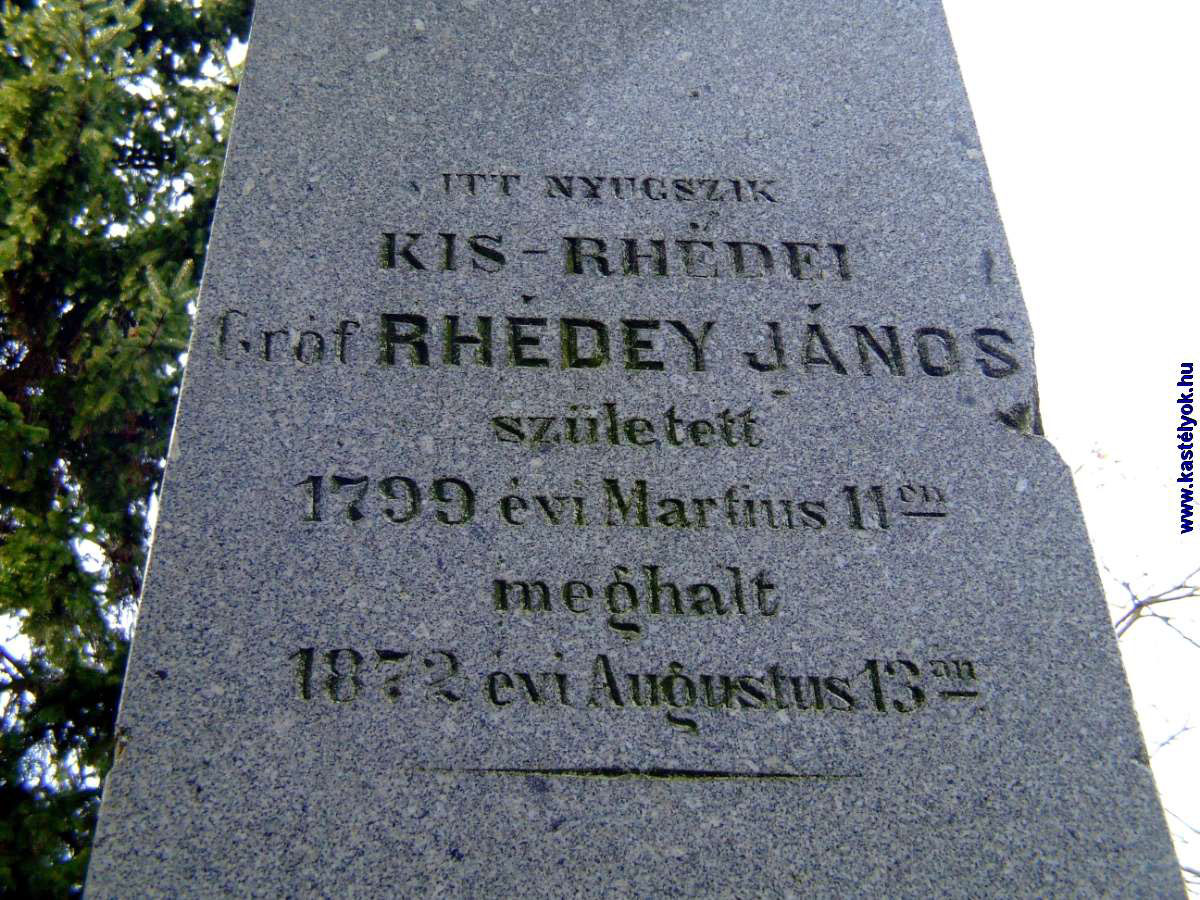 ITT NYUGSZIK
KIS-RHÉDEI
Gróf RHÉDEY JÁNOS
született
1799 évi Martius 11én
meghalt
1872 évi Augustus 13án
www.kastélyok.hu